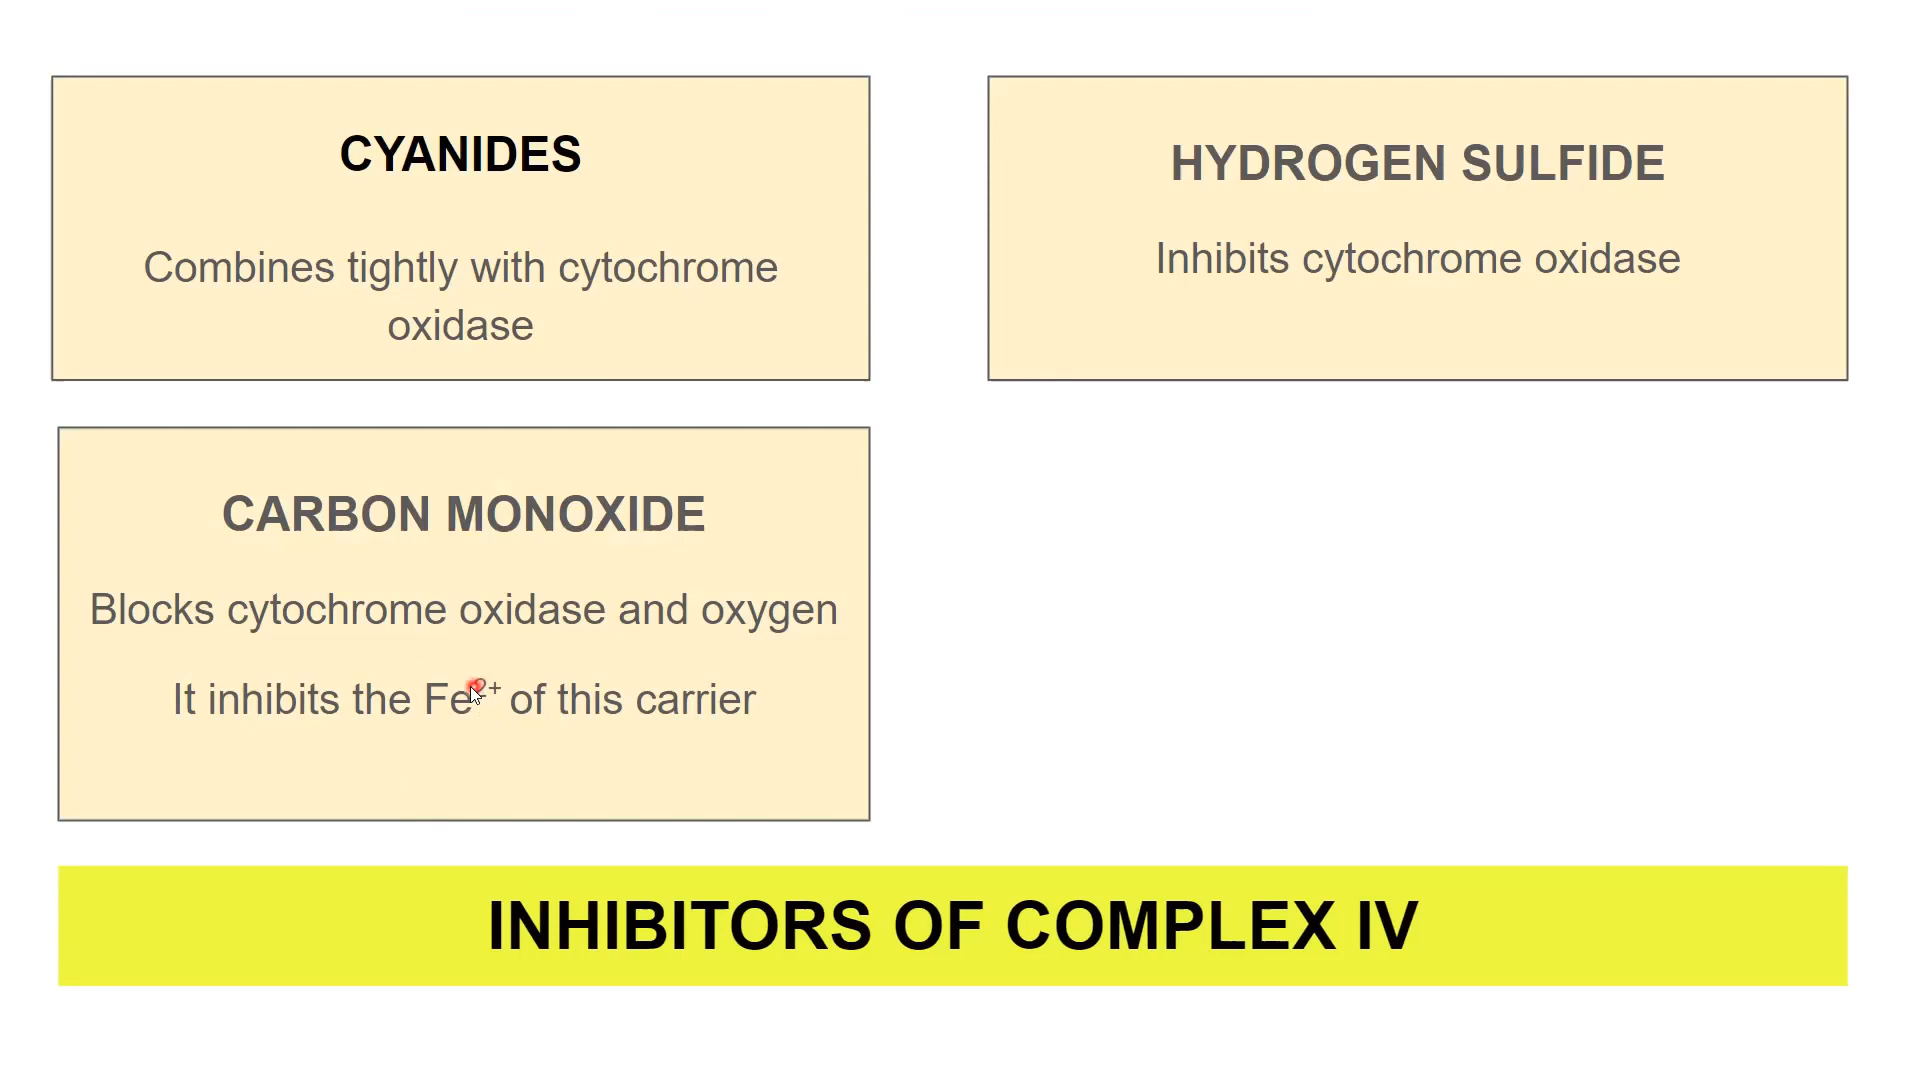 CYANIDES
Combines tightly with cytochrome
oxidase
HYDROGEN SULFIDE
Inhibits cytochrome oxidase
CARBON MONOXIDE
Blocks cytochrome oxidase and oxygen
It inhibits the Fe²⁺ of this carrier
INHIBITORS OF COMPLEX IV